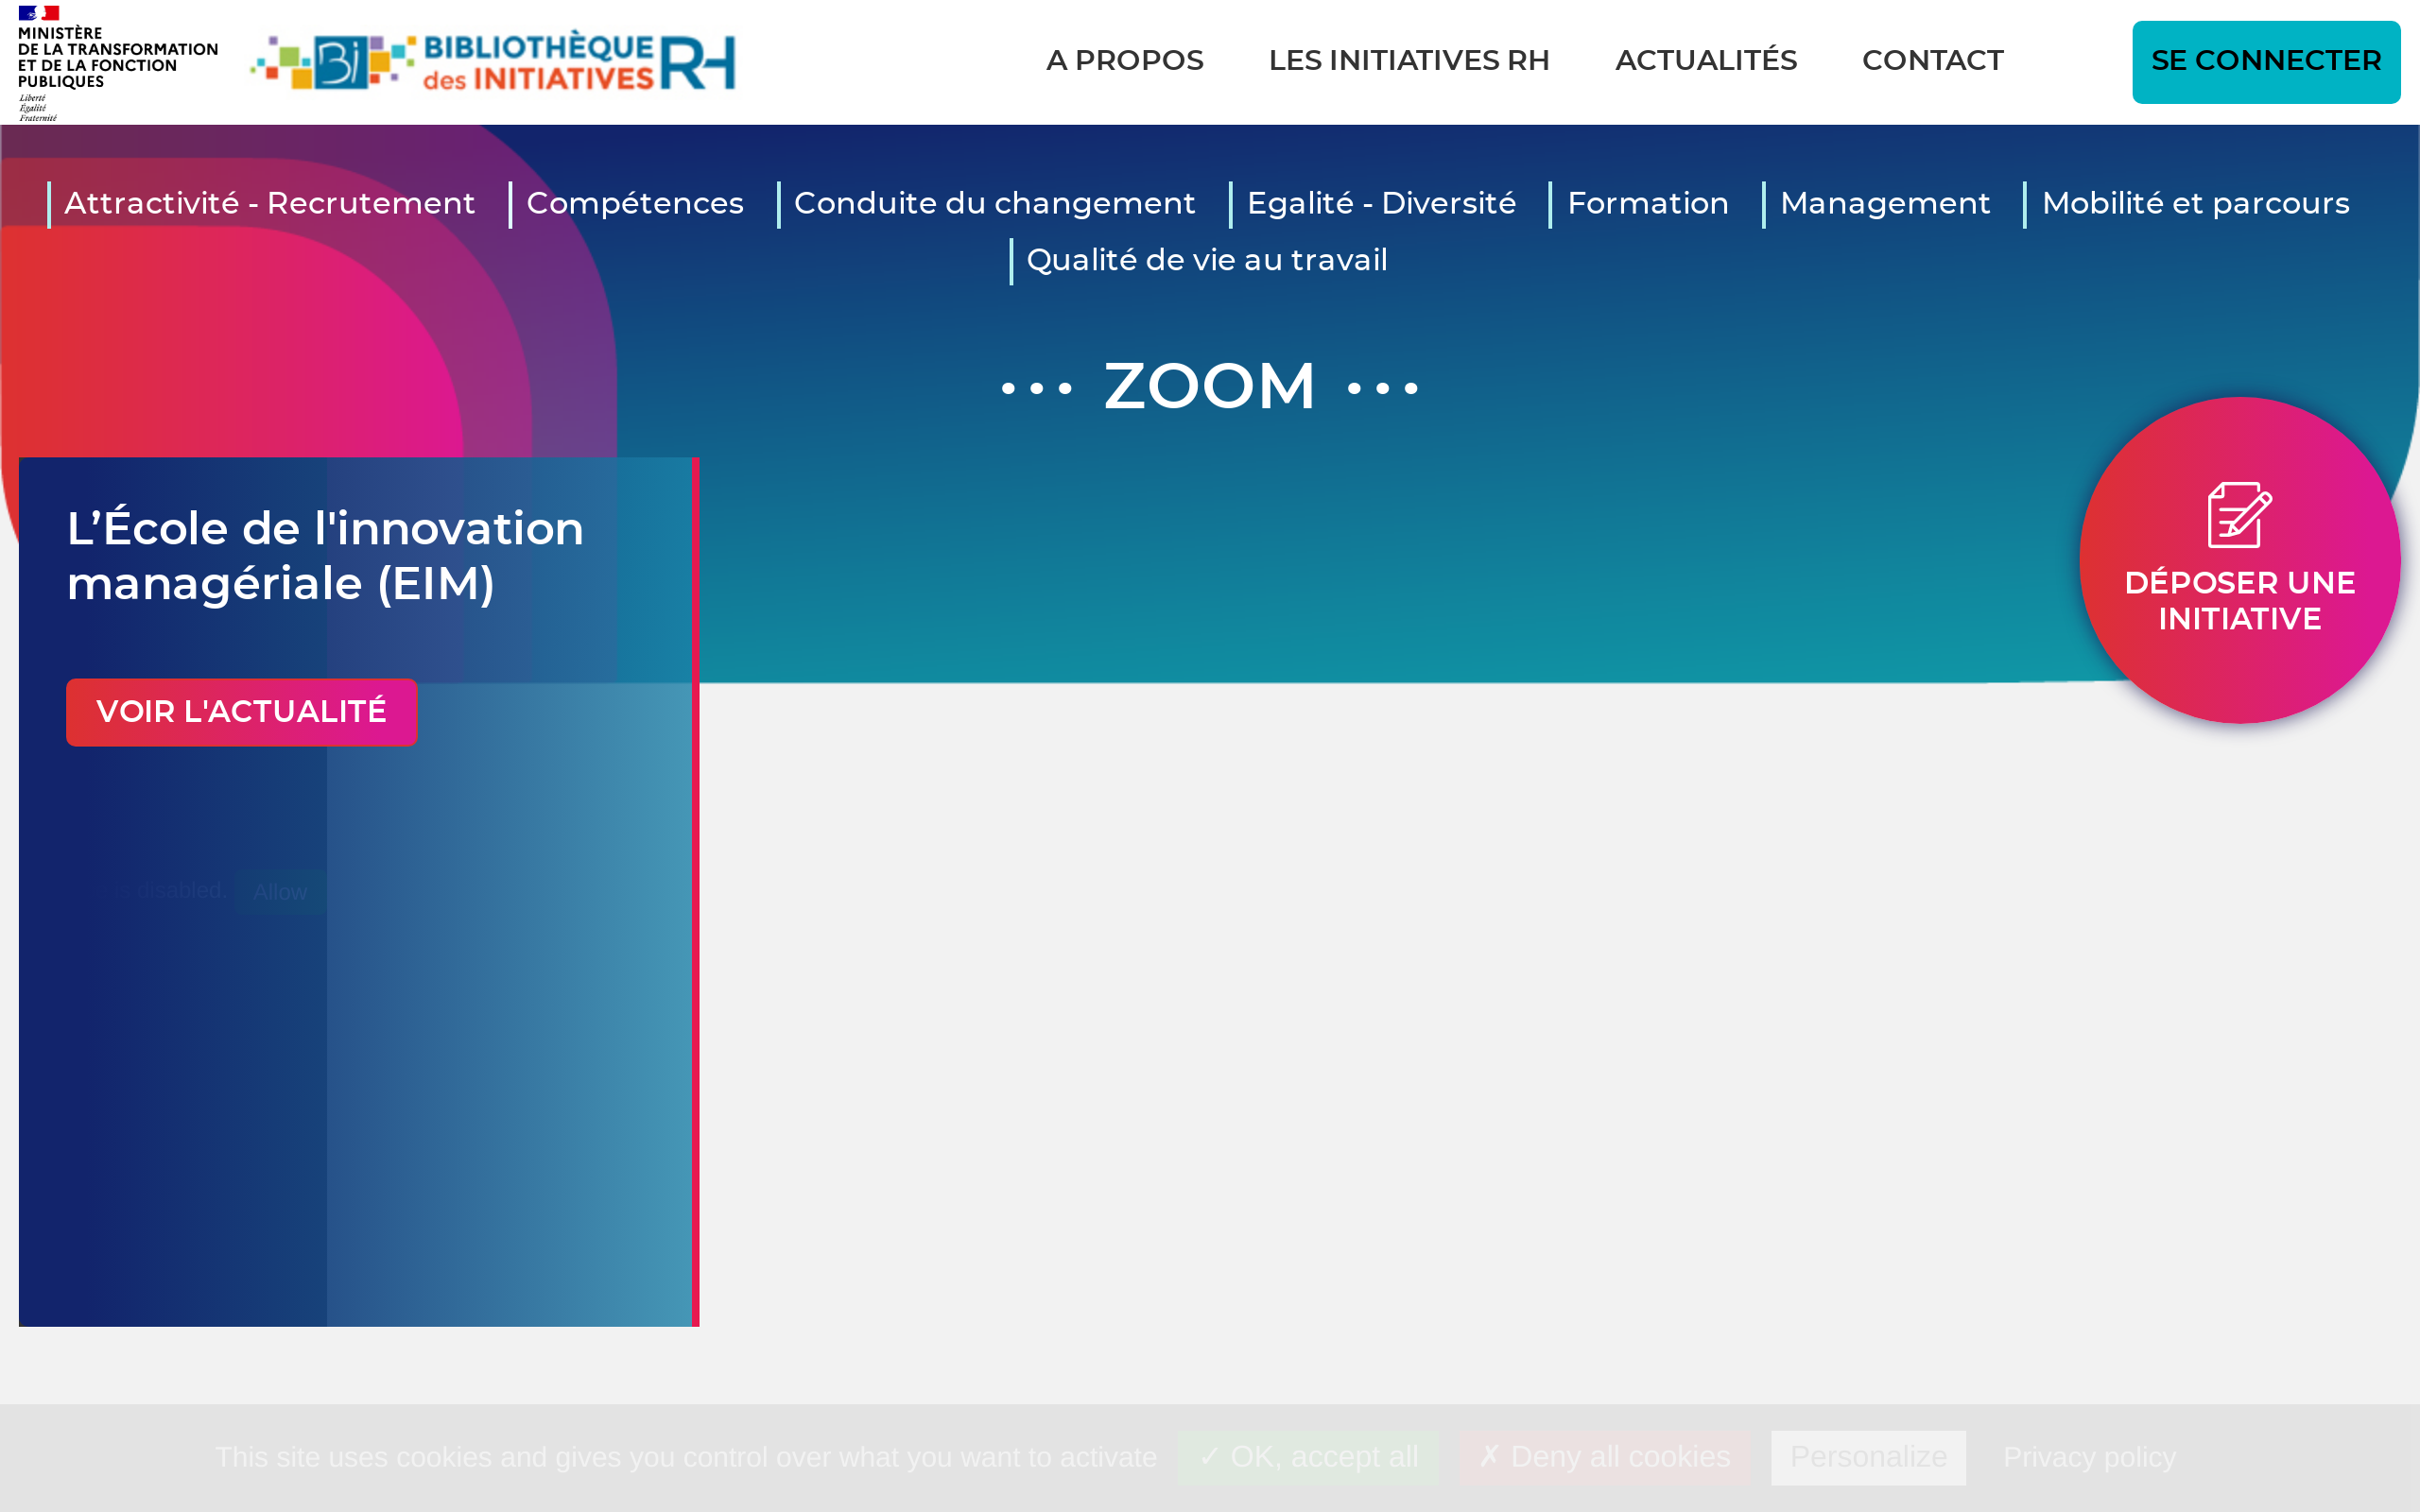 MINISTÈRE
DE LA TRANSFORMATION
ET DE LA FONCTION
PUBLIQUES
Liberté
Égalité
Fraternité
Bi BIBLIOTHÈQUE
des INITIATIVES RH
A PROPOS LES INITIATIVES RH ACTUALITÉS CONTACT SE CONNECTER
Attractivité - Recrutement Compétences Conduite du changement Egalité - Diversité Formation Management Mobilité et parcours
Qualité de vie au travail
••• ZOOM •••
L’École de l'innovation
managériale (EIM)
VOIR L'ACTUALITÉ
DÉPOSER UNE
INITIATIVE
is disabled. Allow
This site uses cookies and gives you control over what you want to activate ✓ OK, accept all ✗ Deny all cookies Personalize Privacy policy